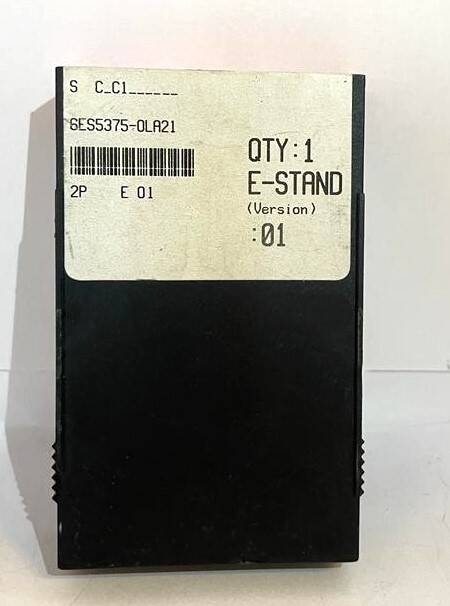 S C_C1______
6ES5375-0LA21
2P E 01
QTY:1
E-STAND
(Version)
:01